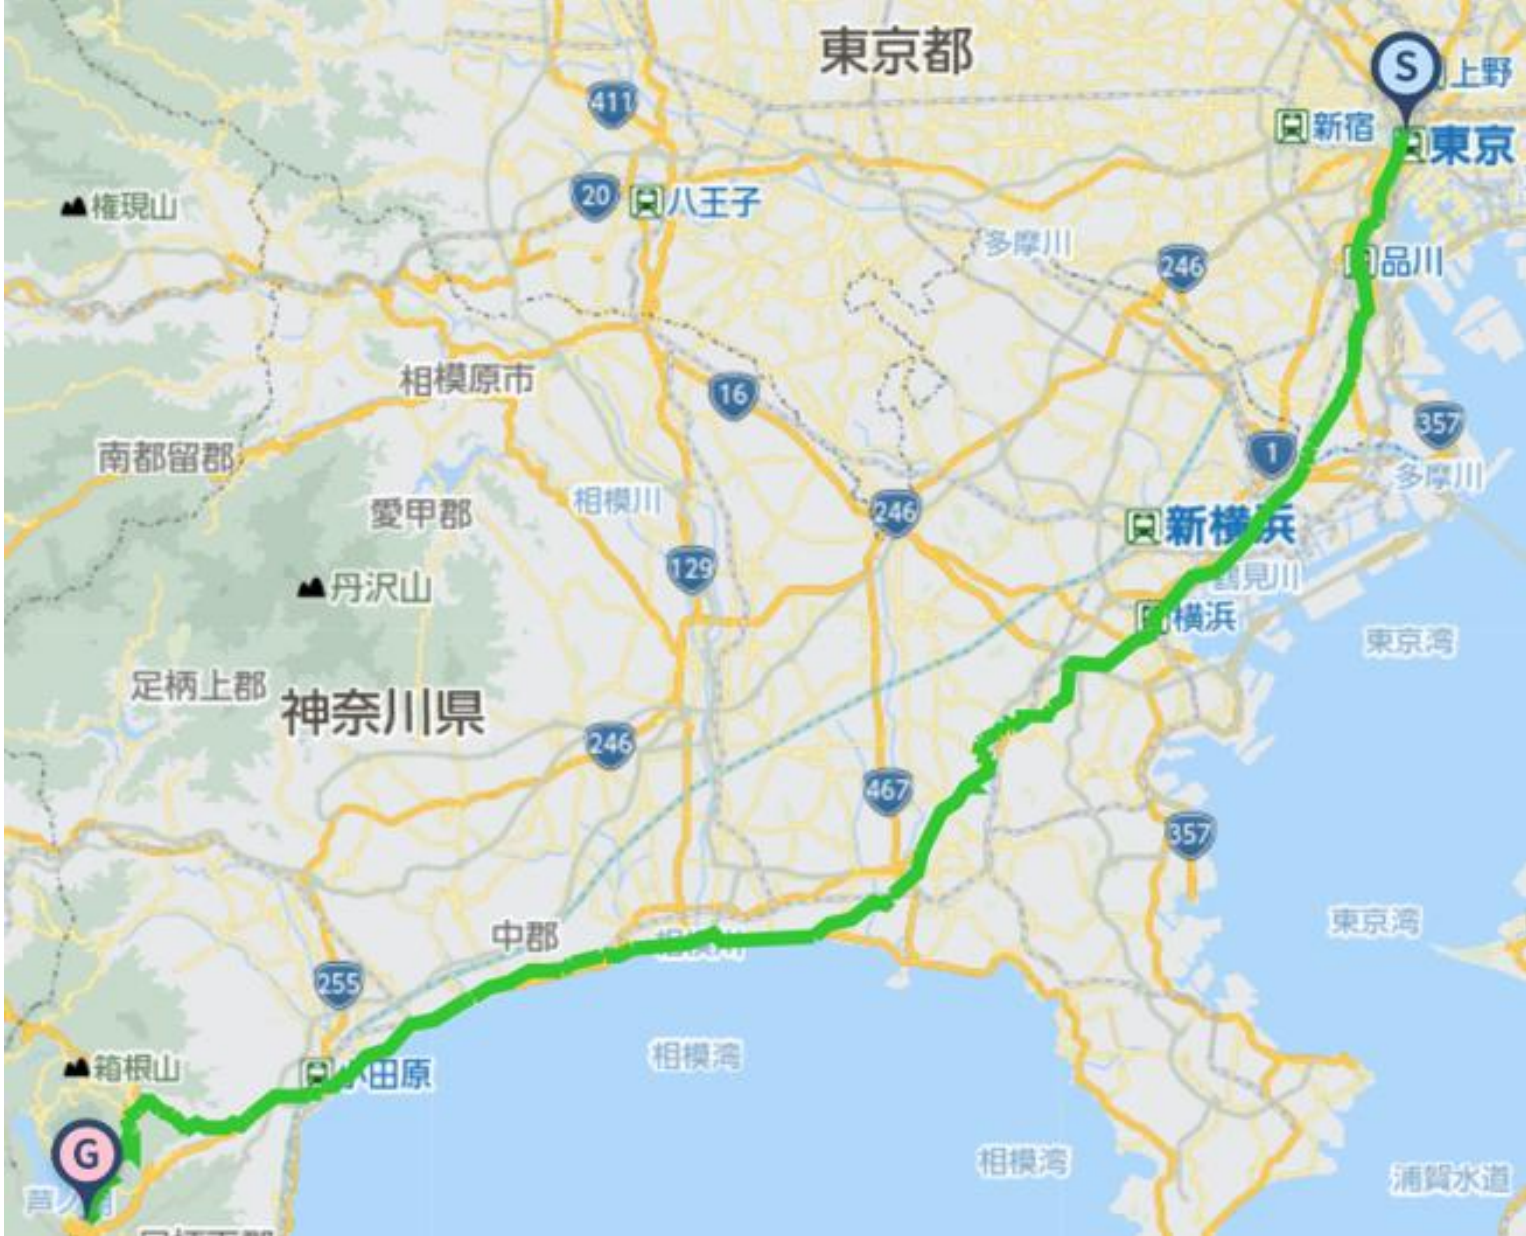 東京都
S
上野
411
新宿
東京
20
八王子
権現山
多摩川
246
品川
相模原市
16
357
南都留郡
1
多摩川
愛甲郡
相模川
246
新横浜
129
鶴見川
丹沢山
横浜
東京湾
足柄上郡
神奈川県
246
467
357
東京湾
中郡
相模川
255
相模湾
箱根山
小田原
G
相模湾
浦賀水道